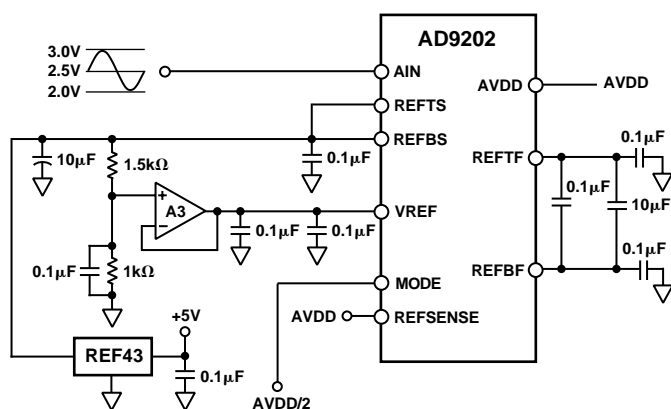 AD9202
3.0V
2.5V
2.0V
AIN
AVDD
AVDD
REFTS
REFBS
0.1μF
10μF
1.5kΩ
0.1μF
REFTF
+
A3
−
VREF
0.1μF
0.1μF
0.1μF
10μF
0.1μF
1kΩ
MODE
REFBF
0.1μF
AVDD
REFSENSE
+5V
REF43
0.1μF
AVDD/2